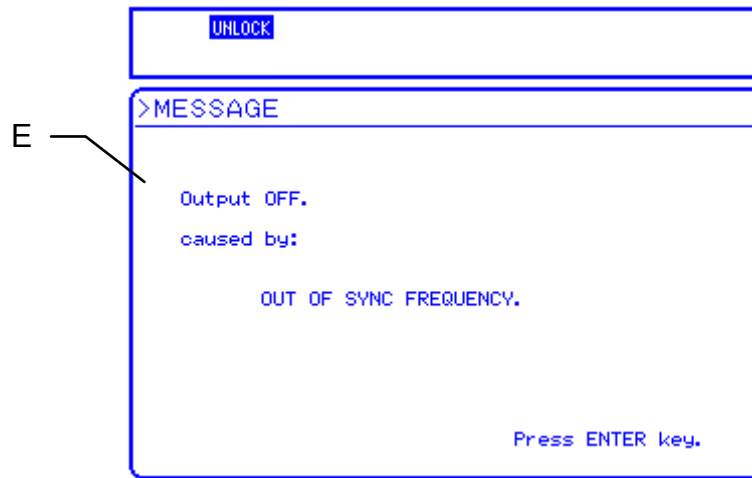 UNLOCK
>MESSAGE
E
Output OFF.
caused by:
OUT OF SYNC FREQUENCY.
Press ENTER key.